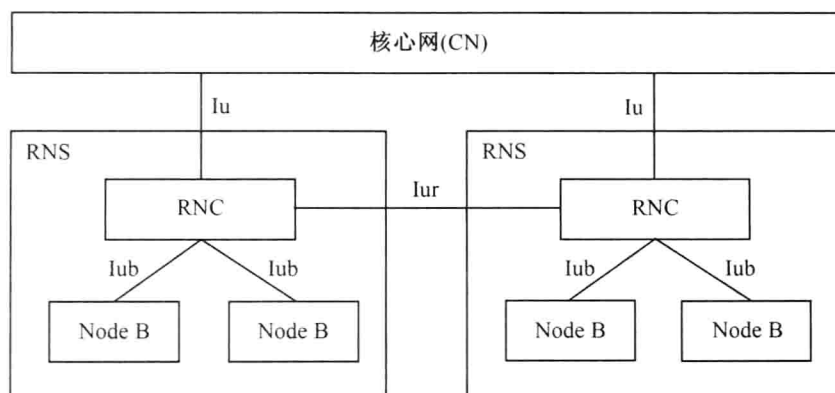 核心网(CN)
Iu
Iu
RNS
RNS
Iur
RNC
RNC
Iub
Iub
Iub
Iub
Node B
Node B
Node B
Node B